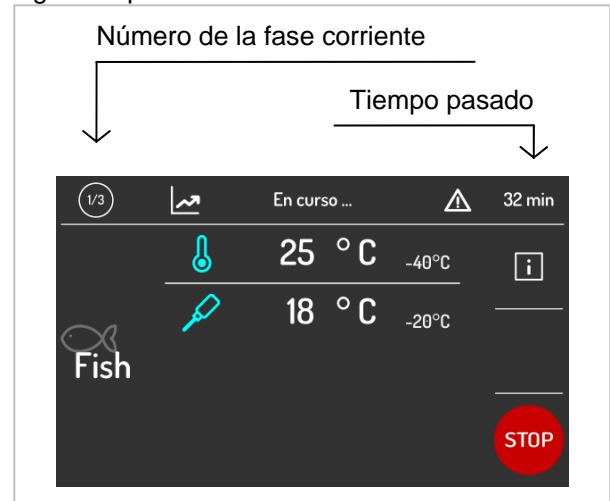 Número de la fase corriente
Tiempo pasado
1/3 En curso ... 32 min
25 °C -40°C
i
18 °C -20°C
Fish
STOP